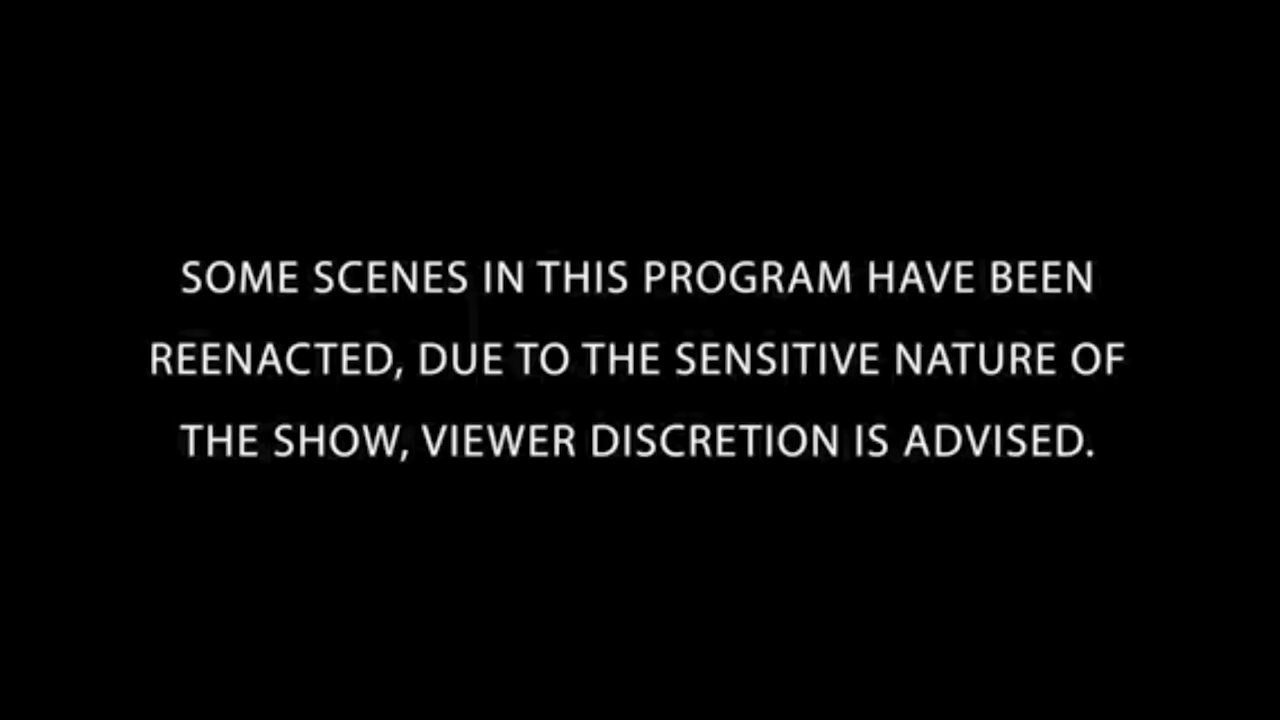 SOME SCENES IN THIS PROGRAM HAVE BEEN
REENACTED, DUE TO THE SENSITIVE NATURE OF
THE SHOW, VIEWER DISCRETION IS ADVISED.